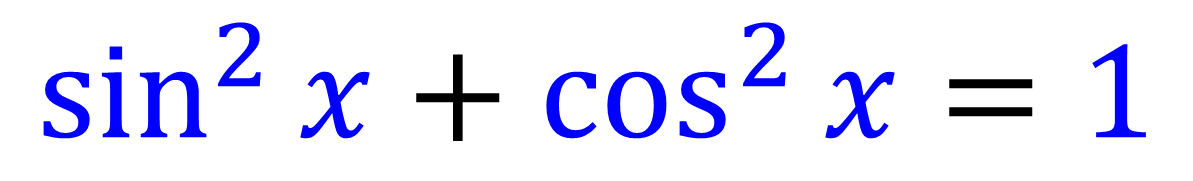 sin² x + cos² x = 1